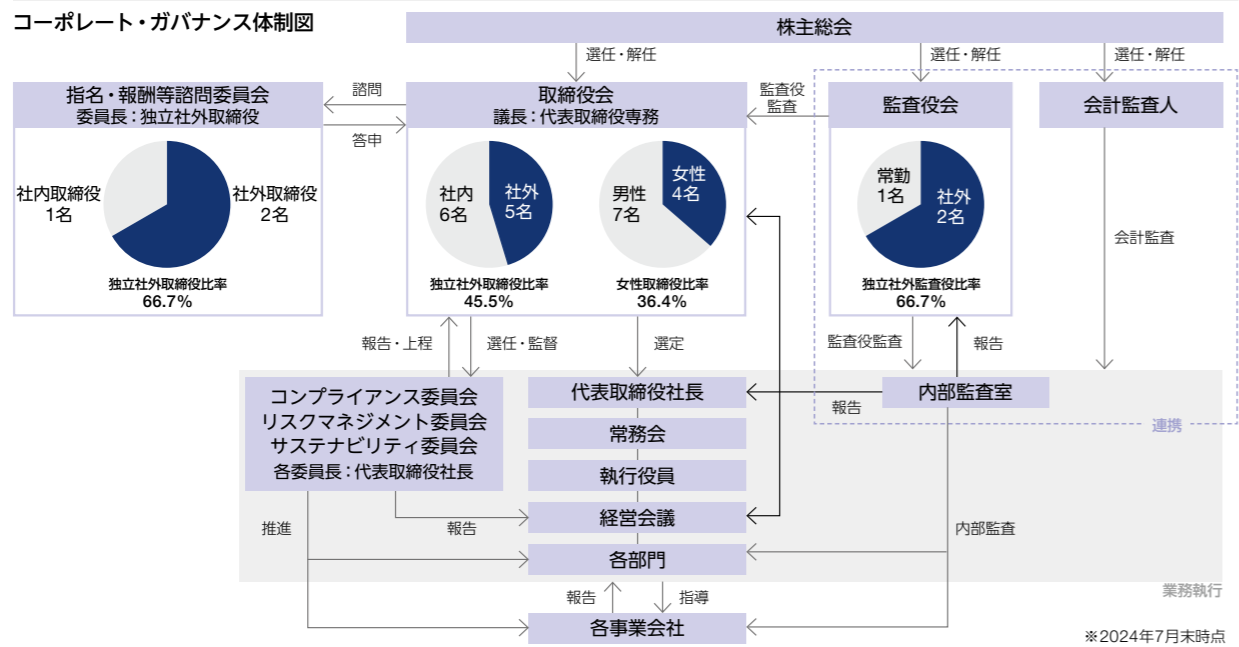 コーポレート・ガバナンス体制図
株主総会
選任・解任
選任・解任
選任・解任
指名・報酬等諮問委員会
委員長：独立社外取締役
諮問
答申
取締役会
議長：代表取締役専務
監査役
監査
監査役会
会計監査人
社内取締役
1名
社外取締役
2名
独立社外取締役比率
66.7%
社内
6名
社外
5名
独立社外取締役比率
45.5%
男性
7名
女性
4名
女性取締役比率
36.4%
常勤
1名
社外
2名
独立社外監査役比率
66.7%
会計監査
報告・上程
選任・監督
選定
監査役監査
報告
コンプライアンス委員会
リスクマネジメント委員会
サステナビリティ委員会
各委員長：代表取締役社長
代表取締役社長
報告
内部監査室
連携
常務会
執行役員
経営会議
各部門
推進
報告
内部監査
業務執行
報告
指導
各事業会社
※2024年7月末時点